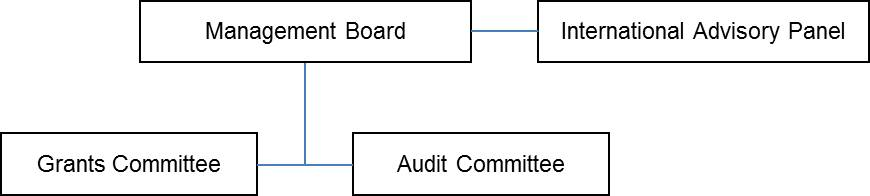 Management Board
International Advisory Panel
Grants Committee
Audit Committee